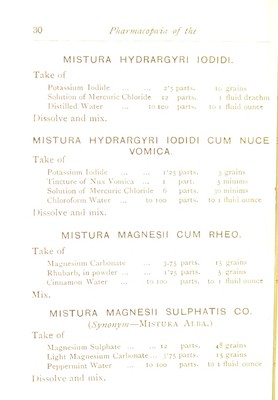 30 Pharmacopœia of the
MISTURA HYDRARGYRI IODIDI.
Take of
Potassium Iodide ... ... 2'5 parts. 10 grains
Solution of Mercuric Chloride 12 parts. 1 fluid drachm
Distilled Water ... to 100 parts. to 1 fluid ounce
Dissolve and mix.
MISTURA HYDRARGYRI IODIDI CUM NUCE
VOMICA.
Take of
Potassium Iodide ... 1'25 parts. 5 grains
Tincture of Nux Vomica ... 1 part. 5 minims
Solution of Mercuric Chloride 6 parts. 30 minims
Chloroform Water ... to 100 parts. to 1 fluid ounce
Dissolve and mix.
MISTURA MAGNESII CUM RHEO.
Take of
Magnesium Carbonate ... 3.75 parts. 15 grains
Rhubarb, in powder ... ... 1'25 parts. 5 grains
Cinnamon Water ... to 100 parts. to 1 fluid ounce
Mix.
MISTURA MAGNESII SULPHATIS CO.
(Synonym—MISTURA ALBA.)
Take of
Magnesium Sulphate ... ... 12 parts. 48 grains
Light Magnesium Carbonate ... 3'75 parts. 15 grains
Peppermint Water ... to 100 parts. to 1 fluid ounce
Dissolve and mix.